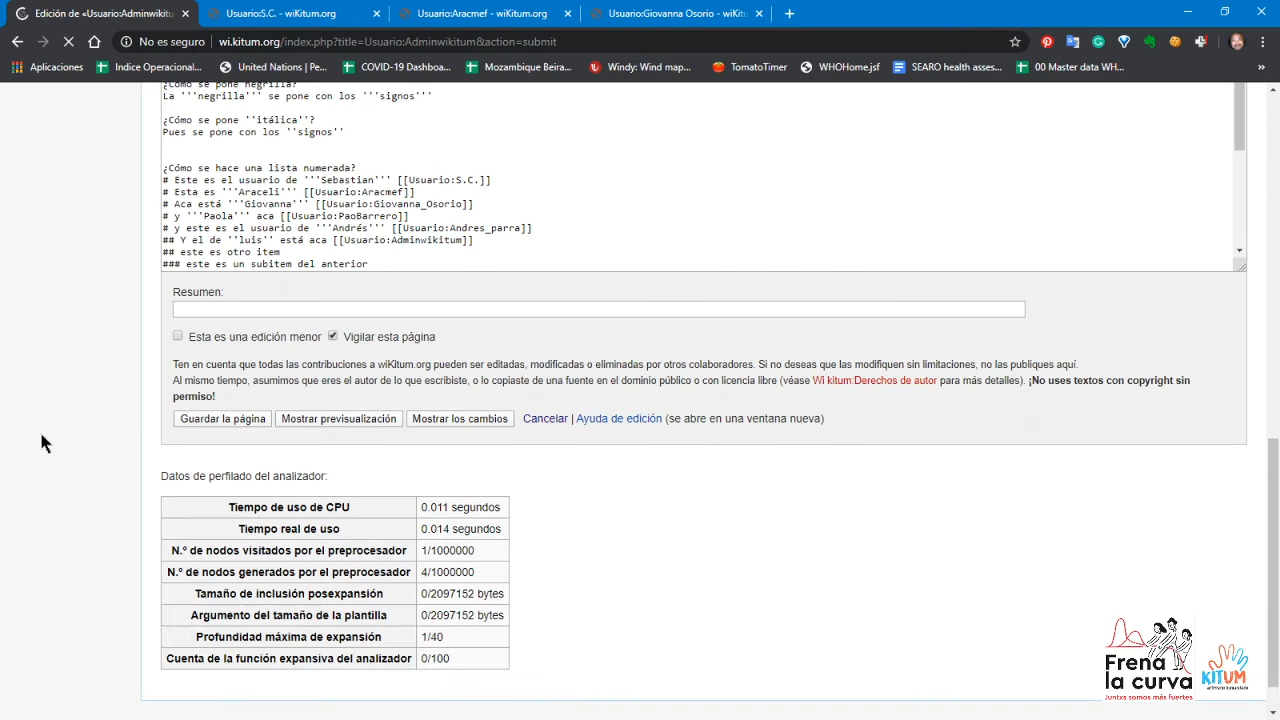 Edición de «Usuario:Adminwikitum
Usuario:S.C. - wiKitum.org
Usuario:Aracmef - wiKitum.org
Usuario:Giovanna Osorio - wiKitu
No es seguro
wi.kitum.org/index.php?title=Usuario:Adminwikitum&action=submit
Aplicaciones
Indice Operacional...
United Nations | Pe...
COVID-19 Dashboa...
Mozambique Beira...
Windy: Wind map...
TomatoTimer
WHOHome.jsf
SEARO health asses...
00 Master data WH...
»
¿Cómo se pone negrilla?
La '''negrilla''' se pone con los '''signos'''
¿Cómo se pone ''itálica''?
Pues se pone con los ''signos''
¿Cómo se hace una lista numerada?
# Este es el usuario de '''Sebastian''' [[Usuario:S.C.]]
# Esta es '''Araceli''' [[Usuario:Aracmef]]
# Aca está '''Giovanna''' [[Usuario:Giovanna_Osorio]]
# y '''Paola''' aca [[Usuario:PaoBarrero]]
# y este es el usuario de '''Andrés''' [[Usuario:Andres_parra]]
## Y el de ''luis'' está aca [[Usuario:Adminwikitum]]
## este es otro item
### este es un subitem del anterior
Resumen:
Esta es una edición menor
Vigilar esta página
Ten en cuenta que todas las contribuciones a wiKitum.org pueden ser editadas, modificadas o eliminadas por otros colaboradores. Si no deseas que las modifiquen sin limitaciones, no las publiques aquí.
Al mismo tiempo, asumimos que eres el autor de lo que escribiste, o lo copiaste de una fuente en el dominio público o con licencia libre (véase Wi kitum:Derechos de autor para más detalles). ¡No uses textos con copyright sin
permiso!
Guardar la página
Mostrar previsualización
Mostrar los cambios
Cancelar | Ayuda de edición (se abre en una ventana nueva)
Datos de perfilado del analizador:
Tiempo de uso de CPU 0.011 segundos
Tiempo real de uso 0.014 segundos
N.º de nodos visitados por el preprocesador 1/1000000
N.º de nodos generados por el preprocesador 4/1000000
Tamaño de inclusión posexpansión 0/2097152 bytes
Argumento del tamaño de la plantilla 0/2097152 bytes
Profundidad máxima de expansión 1/40
Cuenta de la función expansiva del analizador 0/100
Frena
la curva
Juntxs somos más fuertes
KITUM
activismo humanitario